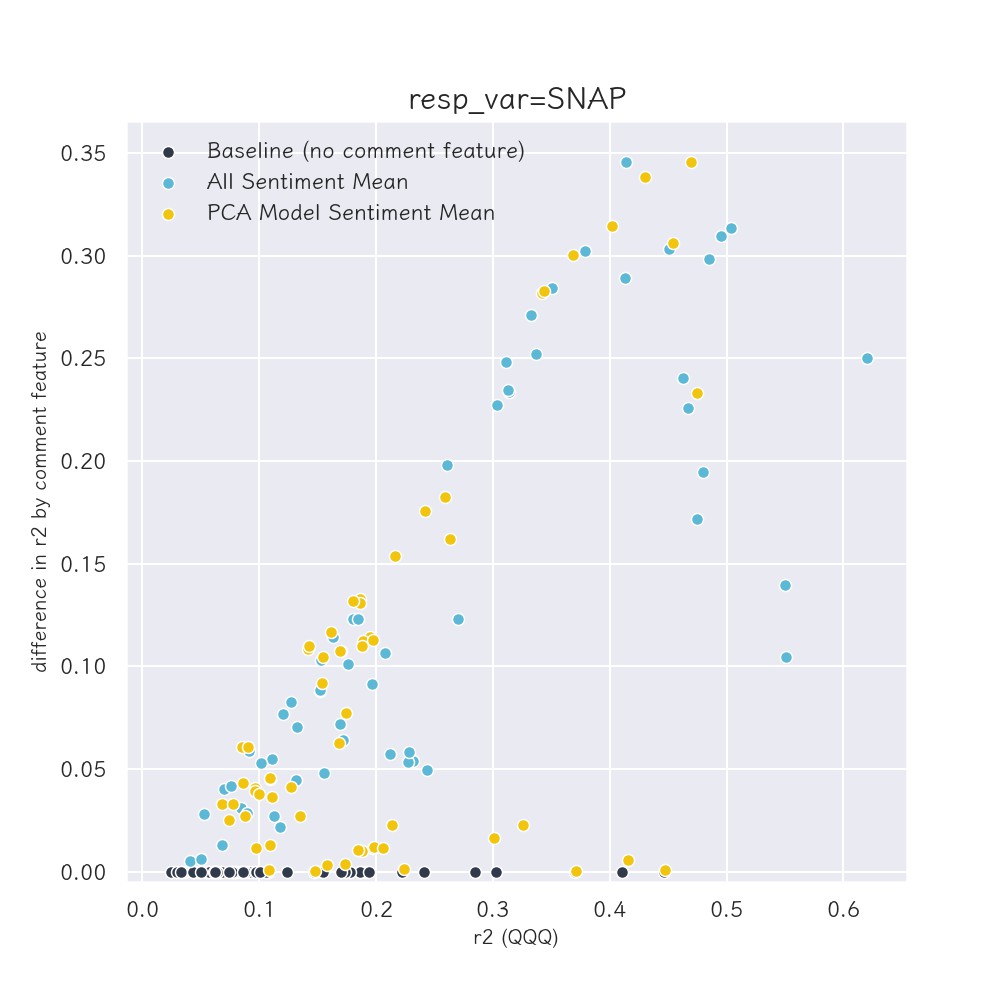 resp_var=SNAP
Baseline (no comment feature)
All Sentiment Mean
PCA Model Sentiment Mean
difference in r2 by comment feature
0.35
0.30
0.25
0.20
0.15
0.10
0.05
0.00
0.0 0.1 0.2 0.3 0.4 0.5 0.6
r2 (QQQ)